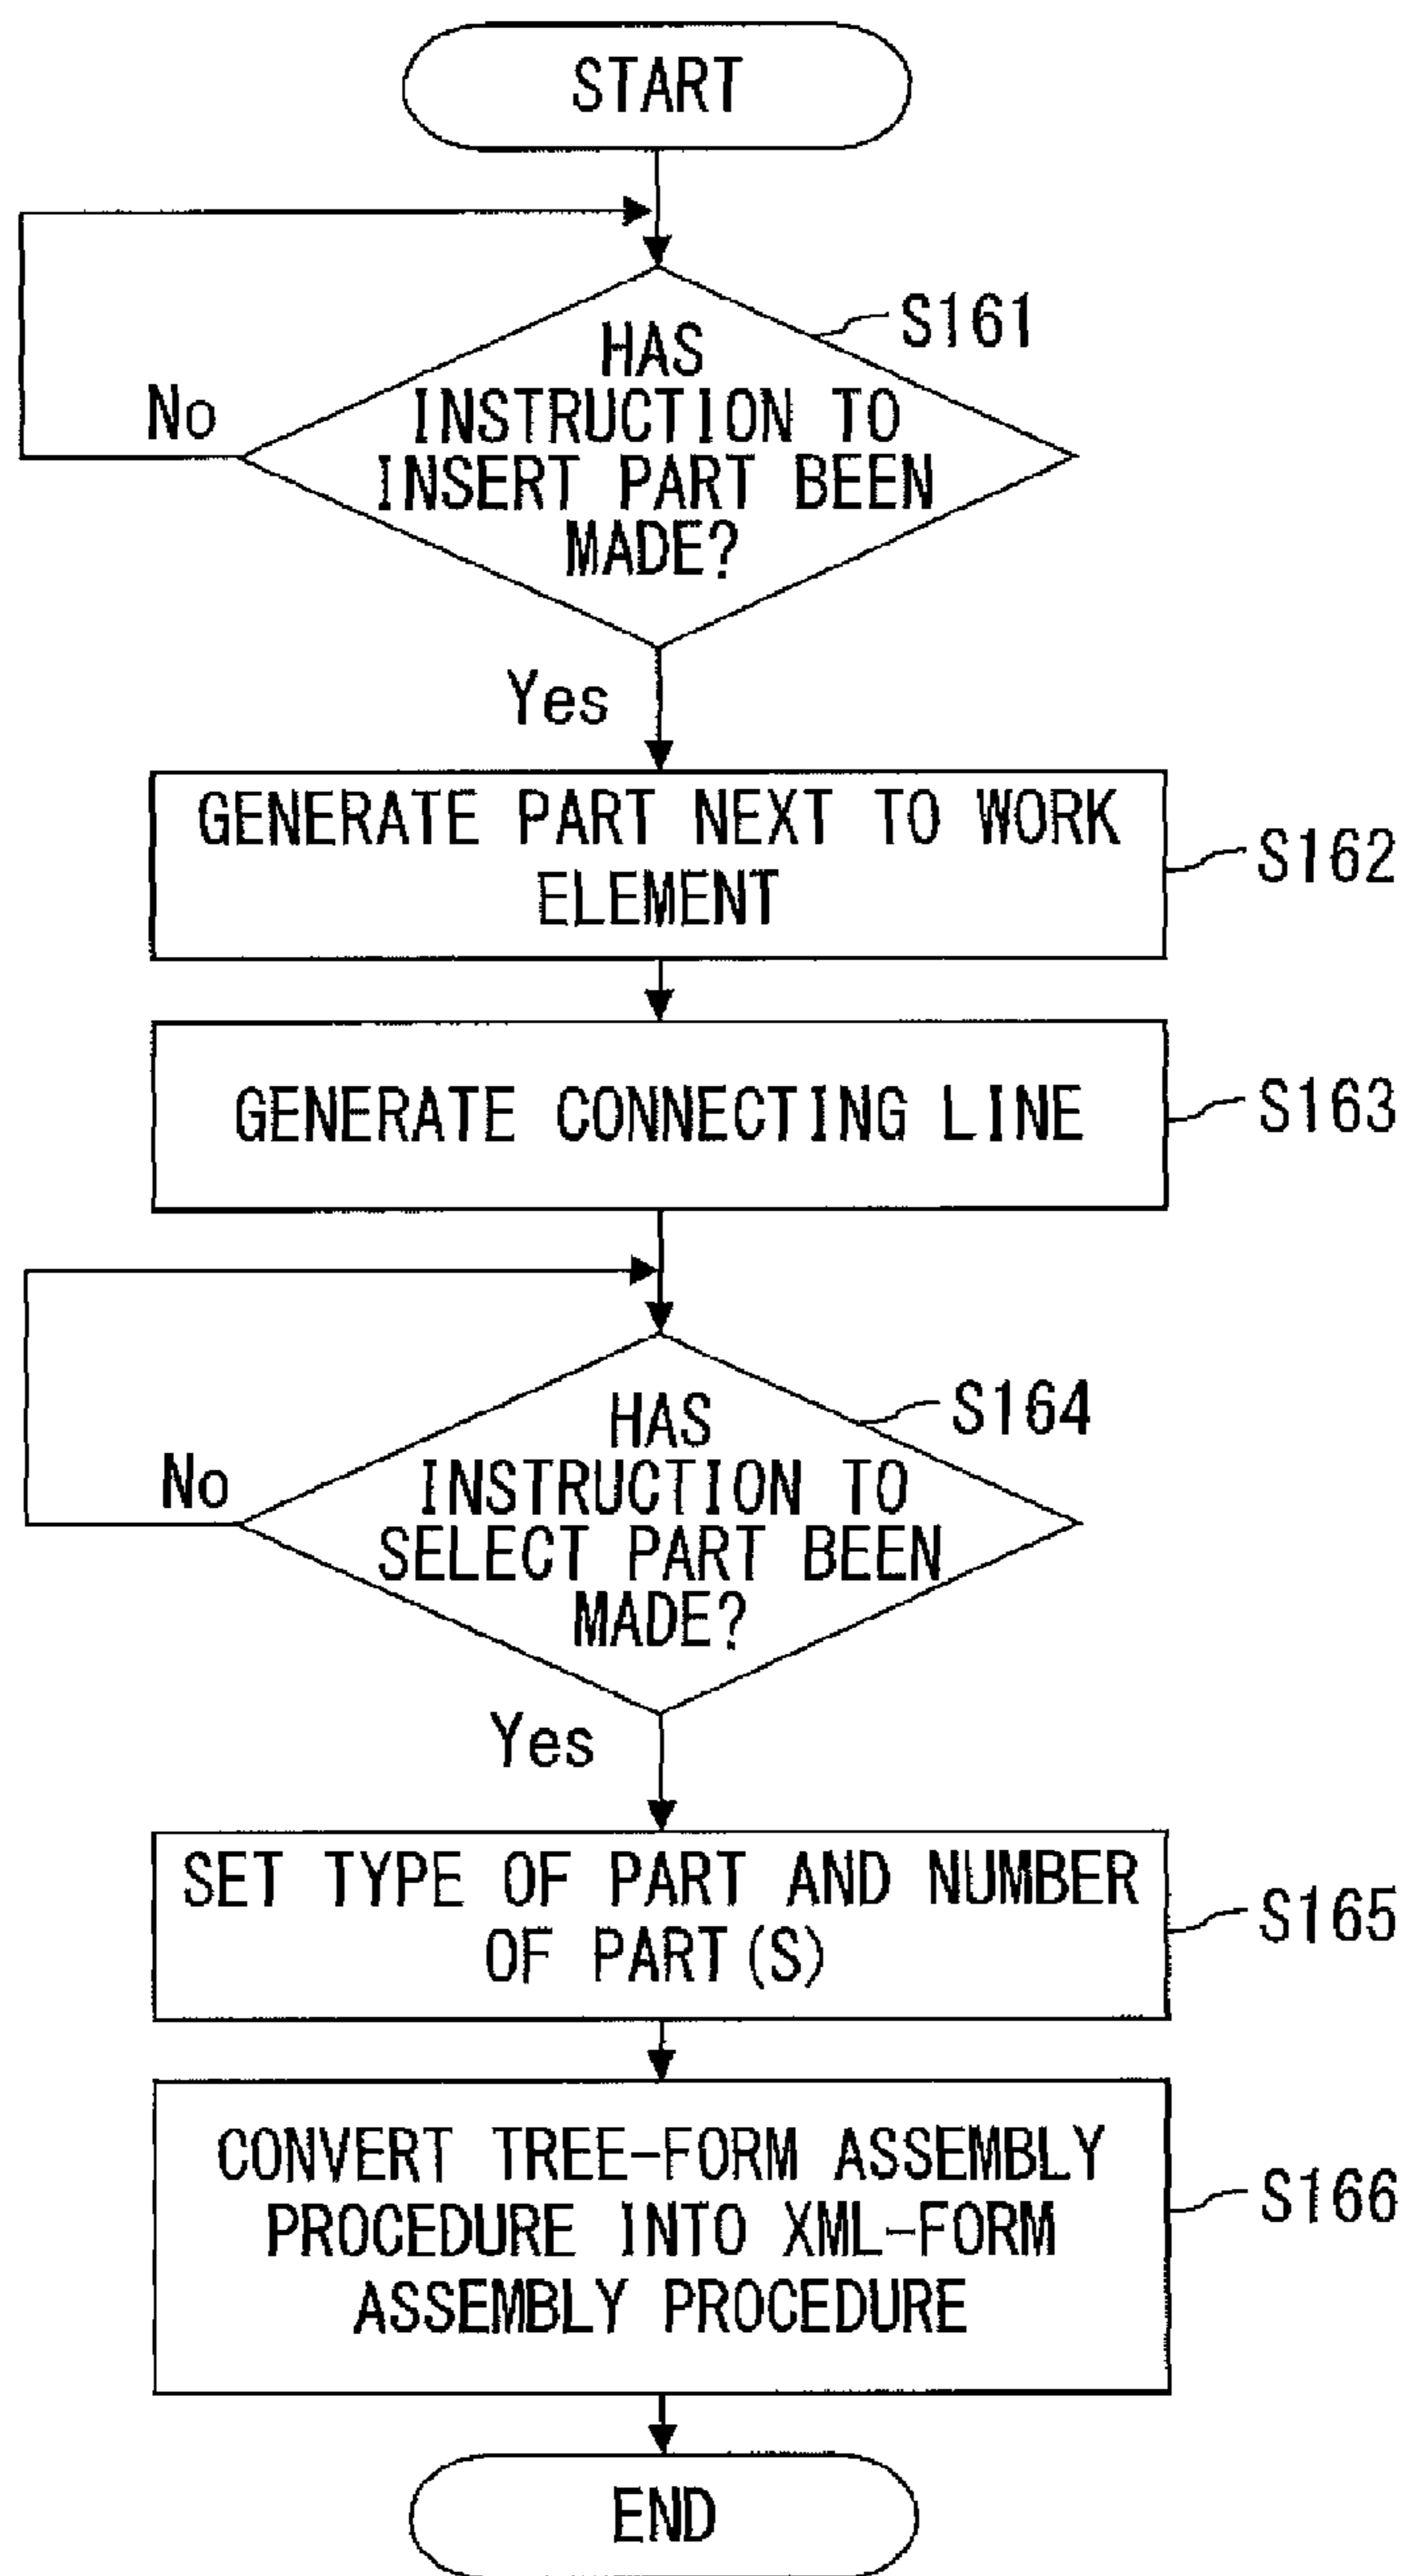 START
S161
HAS
INSTRUCTION TO
INSERT PART BEEN
MADE?
No
Yes
GENERATE PART NEXT TO WORK
ELEMENT
S162
GENERATE CONNECTING LINE
S163
S164
HAS
INSTRUCTION TO
SELECT PART BEEN
MADE?
No
Yes
SET TYPE OF PART AND NUMBER
OF PART(S)
S165
CONVERT TREE-FORM ASSEMBLY
PROCEDURE INTO XML-FORM
ASSEMBLY PROCEDURE
S166
END